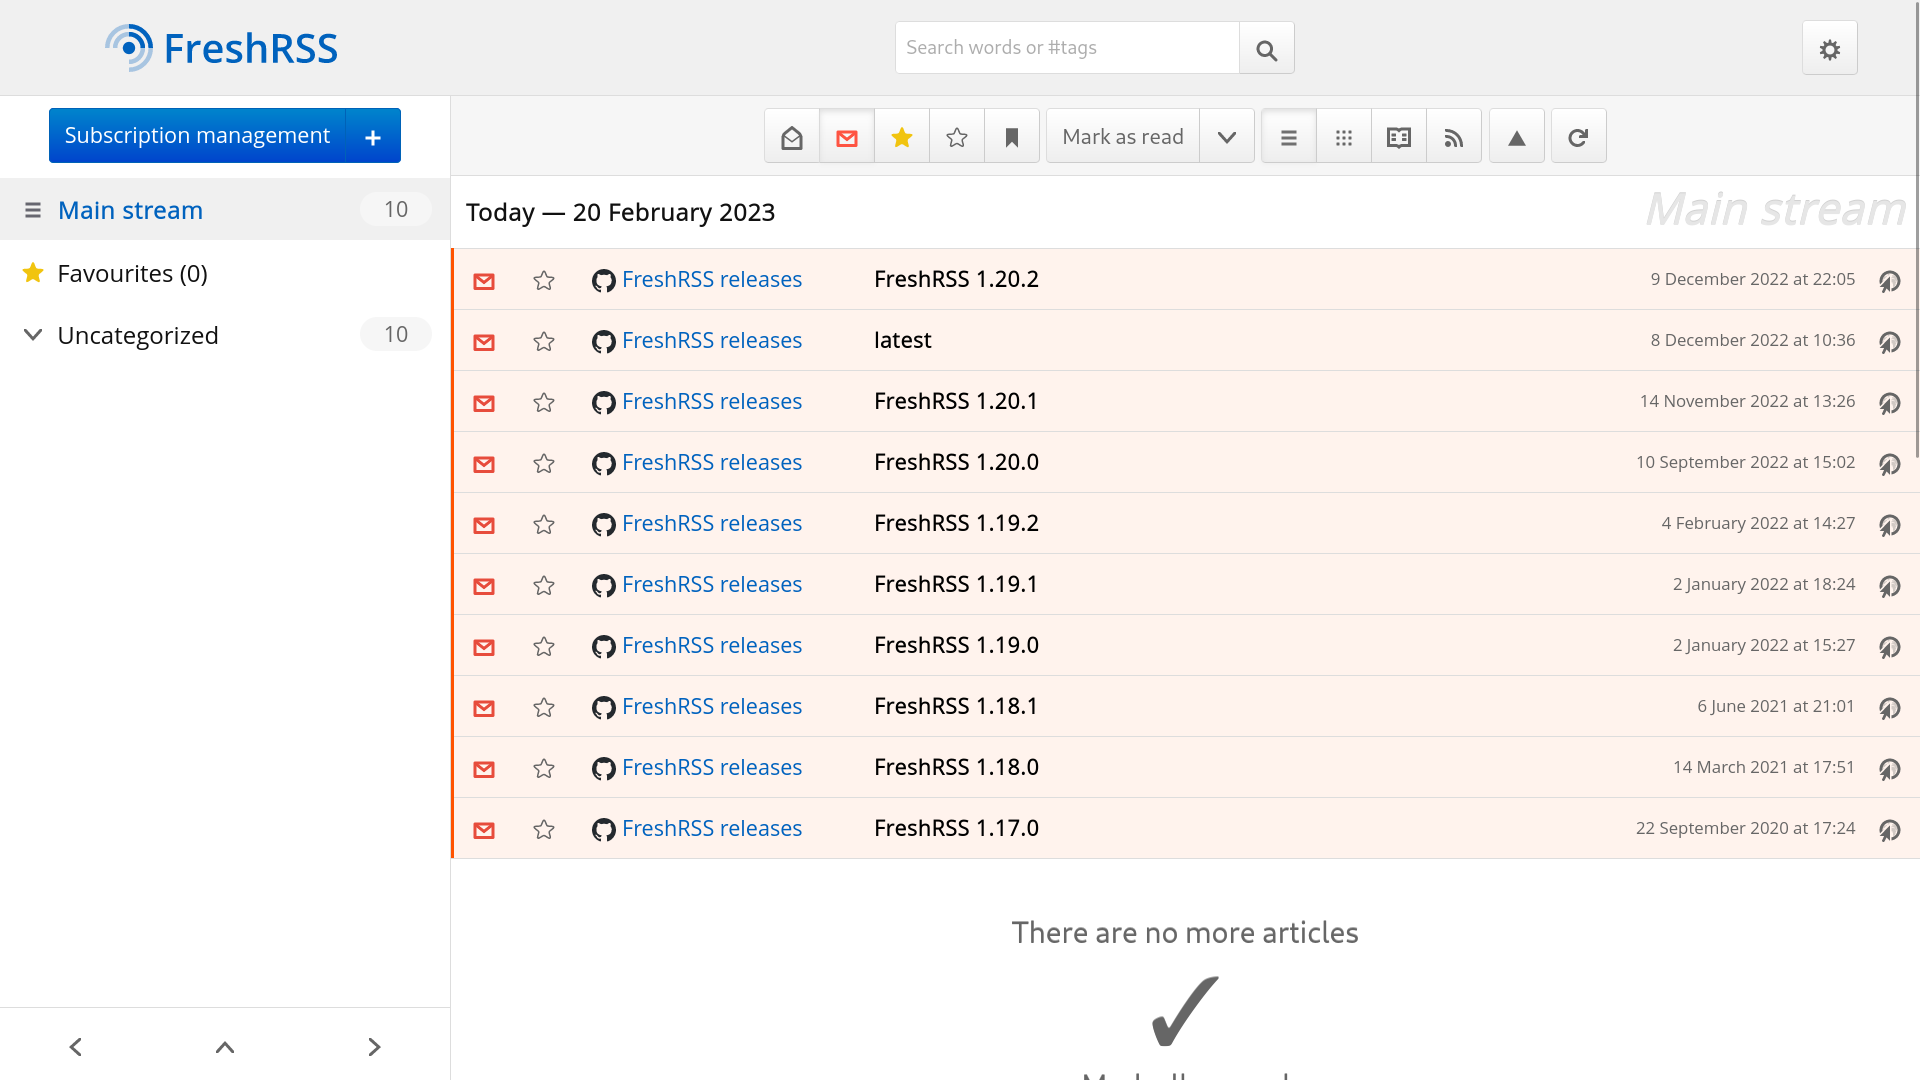 FreshRSS
Search words or #tags
Subscription management
Mark as read
Main stream 10
Favourites (0)
Uncategorized 10
Today — 20 February 2023
Main stream
FreshRSS releases FreshRSS 1.20.2 9 December 2022 at 22:05
FreshRSS releases latest 8 December 2022 at 10:36
FreshRSS releases FreshRSS 1.20.1 14 November 2022 at 13:26
FreshRSS releases FreshRSS 1.20.0 10 September 2022 at 15:02
FreshRSS releases FreshRSS 1.19.2 4 February 2022 at 14:27
FreshRSS releases FreshRSS 1.19.1 2 January 2022 at 18:24
FreshRSS releases FreshRSS 1.19.0 2 January 2022 at 15:27
FreshRSS releases FreshRSS 1.18.1 6 June 2021 at 21:01
FreshRSS releases FreshRSS 1.18.0 14 March 2021 at 17:51
FreshRSS releases FreshRSS 1.17.0 22 September 2020 at 17:24
There are no more articles